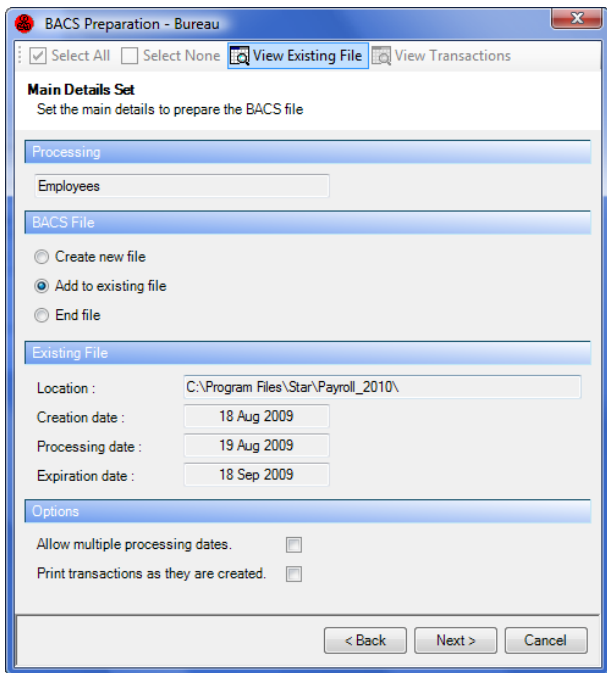 BACS Preparation - Bureau
Select All Select None View Existing File View Transactions
Main Details Set
Set the main details to prepare the BACS file
Processing
Employees
BACS File
Create new file
Add to existing file
End file
Existing File
Location : C:\Program Files\Star\Payroll_2010\
Creation date : 18 Aug 2009
Processing date : 19 Aug 2009
Expiration date : 18 Sep 2009
Options
Allow multiple processing dates.
Print transactions as they are created.
< Back Next > Cancel